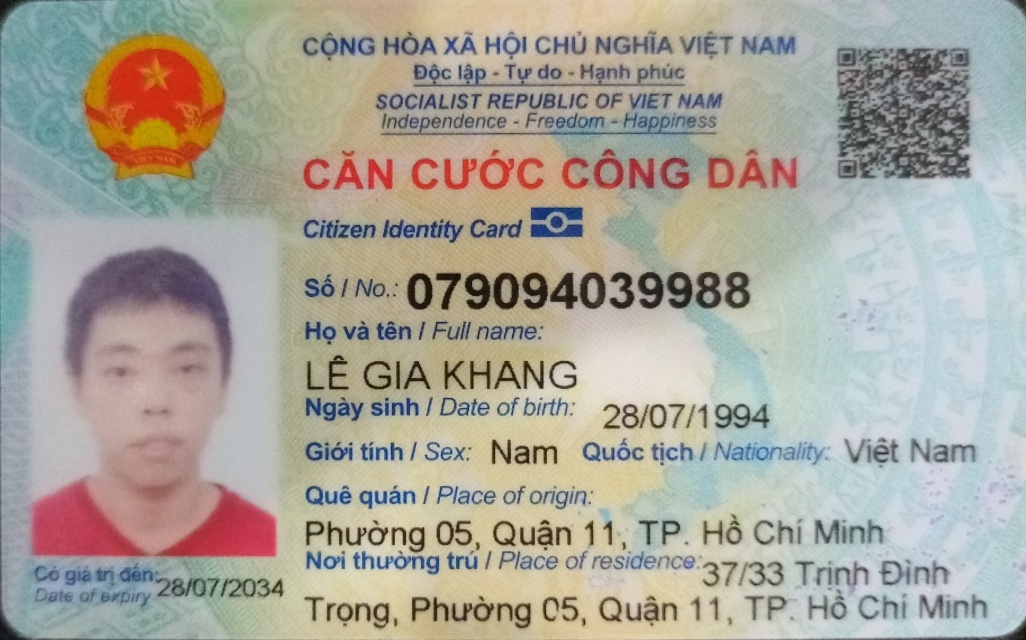 CỘNG HÒA XÃ HỘI CHỦ NGHĨA VIỆT NAM
Độc lập - Tự do - Hạnh phúc
SOCIALIST REPUBLIC OF VIET NAM
Independence - Freedom - Happiness
CĂN CƯỚC CÔNG DÂN
Citizen Identity Card
Số / No.: 079094039988
Họ và tên / Full name:
LÊ GIA KHANG
Ngày sinh / Date of birth: 28/07/1994
Giới tính / Sex: Nam Quốc tịch / Nationality: Việt Nam
Quê quán / Place of origin:
Phường 05, Quận 11, TP. Hồ Chí Minh
Nơi thường trú / Place of residence: 37/33 Trịnh Đình
Trọng, Phường 05, Quận 11, TP. Hồ Chí Minh
Có giá trị đến: 28/07/2034
Date of expiry